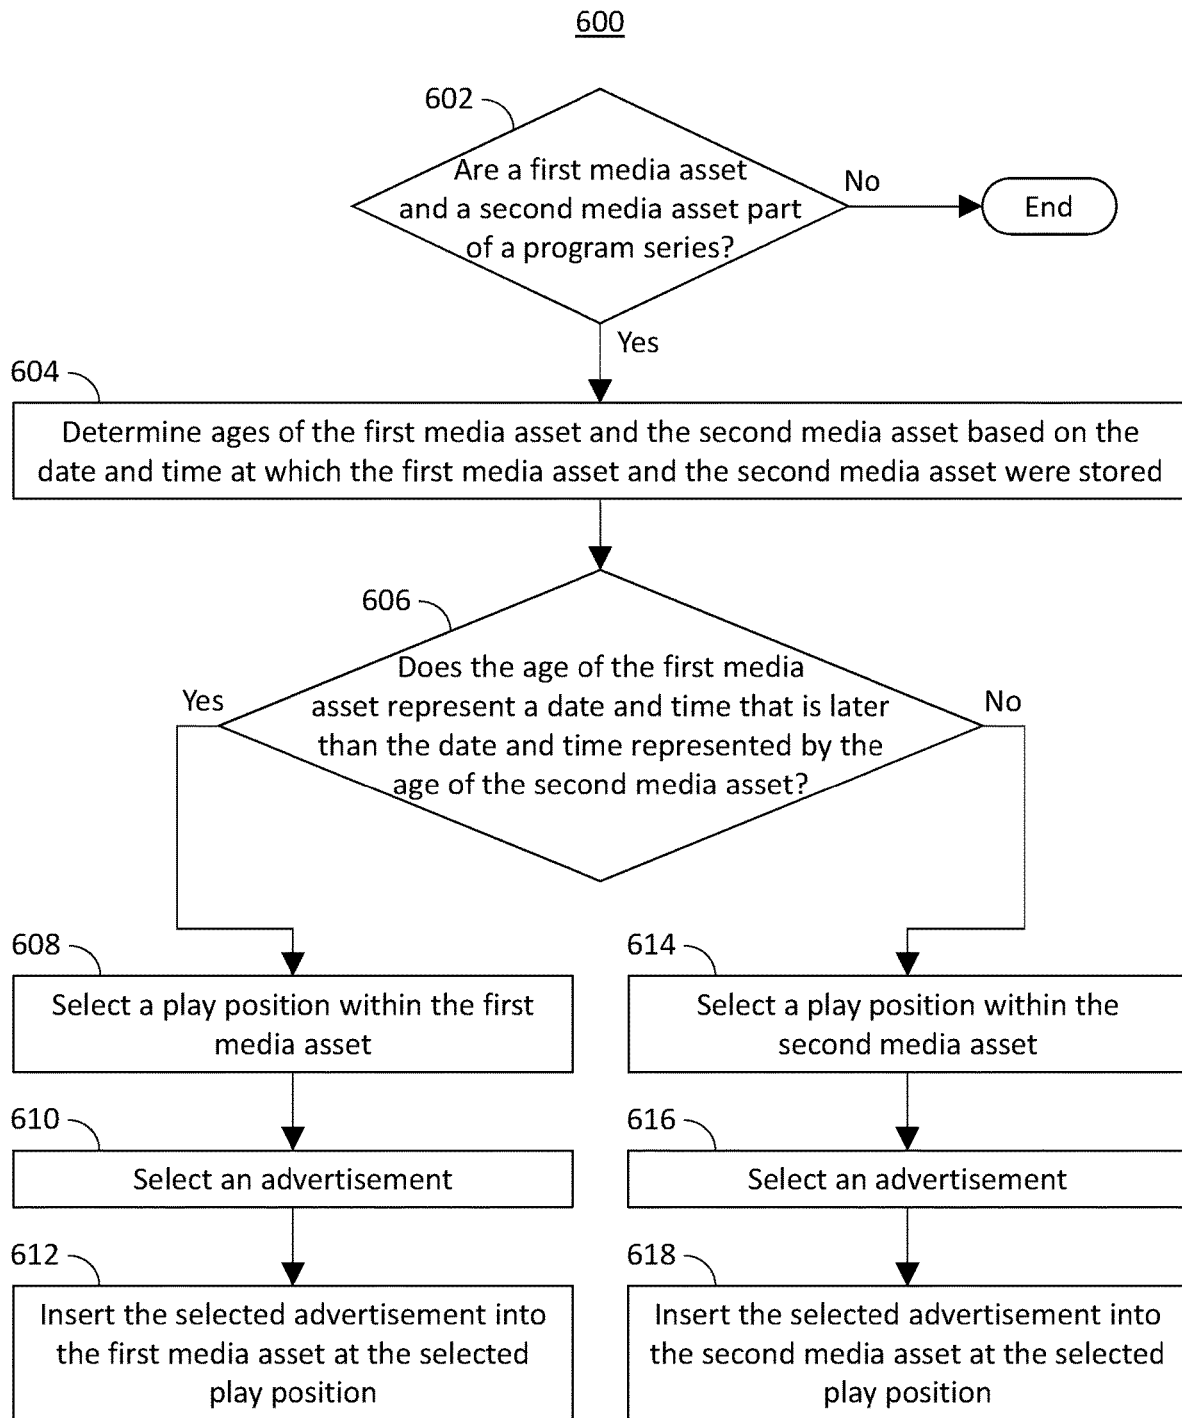 600
602
Are a first media asset
and a second media asset part
of a program series?
No
End
Yes
604
Determine ages of the first media asset and the second media asset based on the
date and time at which the first media asset and the second media asset were stored
606
Does the age of the first media
asset represent a date and time that is later
than the date and time represented by the
age of the second media asset?
Yes
No
608
Select a play position within the first
media asset
610
Select an advertisement
612
Insert the selected advertisement into
the first media asset at the selected
play position
614
Select a play position within the
second media asset
616
Select an advertisement
618
Insert the selected advertisement into
the second media asset at the selected
play position